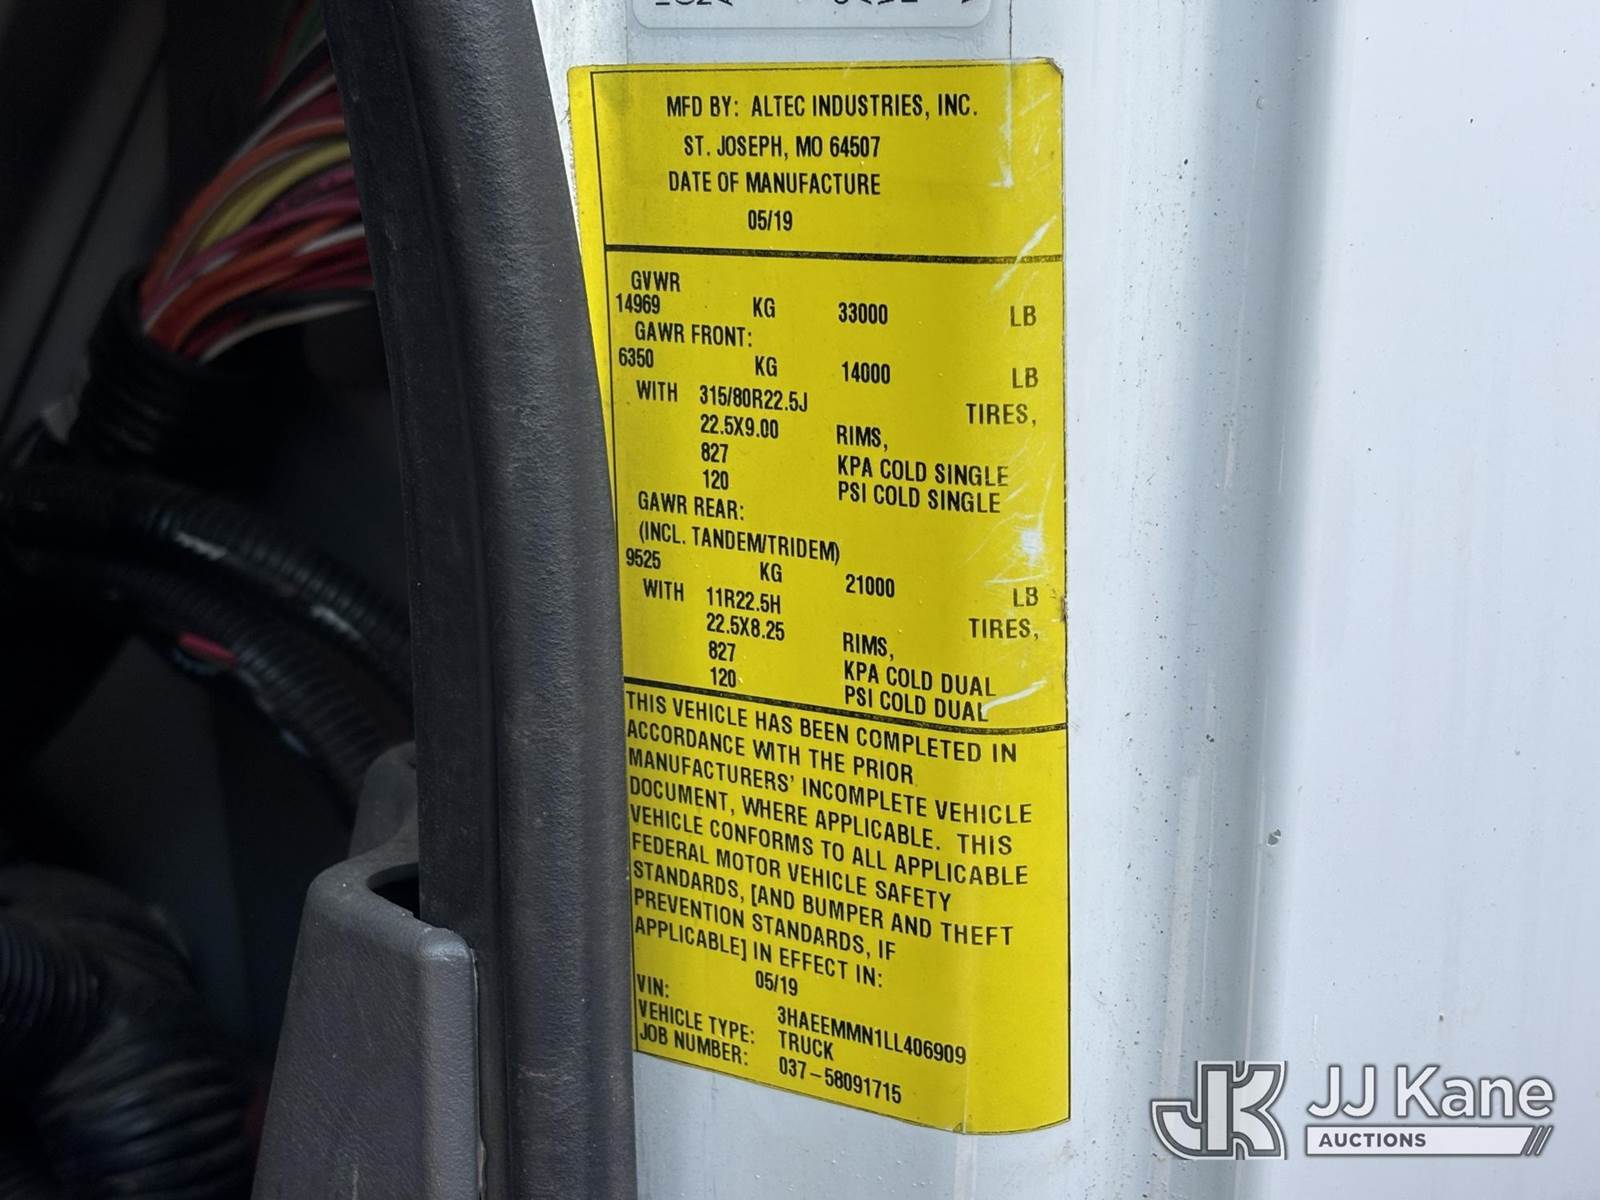 MFD BY: ALTEC INDUSTRIES, INC.
ST. JOSEPH, MO 64507
DATE OF MANUFACTURE
05/19
GVWR
14969 KG 33000 LB
GAWR FRONT:
6350 KG 14000 LB
WITH 315/80R22.5J TIRES,
22.5X9.00 RIMS,
827 KPA COLD SINGLE
120 PSI COLD SINGLE
GAWR REAR:
(INCL. TANDEM/TRIDEM)
9525 KG 21000 LB
WITH 11R22.5H TIRES,
22.5X8.25 RIMS,
827 KPA COLD DUAL
120 PSI COLD DUAL
THIS VEHICLE HAS BEEN COMPLETED IN
ACCORDANCE WITH THE PRIOR
MANUFACTURERS' INCOMPLETE VEHICLE
DOCUMENT, WHERE APPLICABLE. THIS
VEHICLE CONFORMS TO ALL APPLICABLE
FEDERAL MOTOR VEHICLE SAFETY
STANDARDS, [AND BUMPER AND THEFT
PREVENTION STANDARDS, IF
APPLICABLE] IN EFFECT IN:
05/19
VIN: 3HAEEMMN1LL406909
VEHICLE TYPE: TRUCK
JOB NUMBER: 037-58091715
JK JJ Kane
AUCTIONS